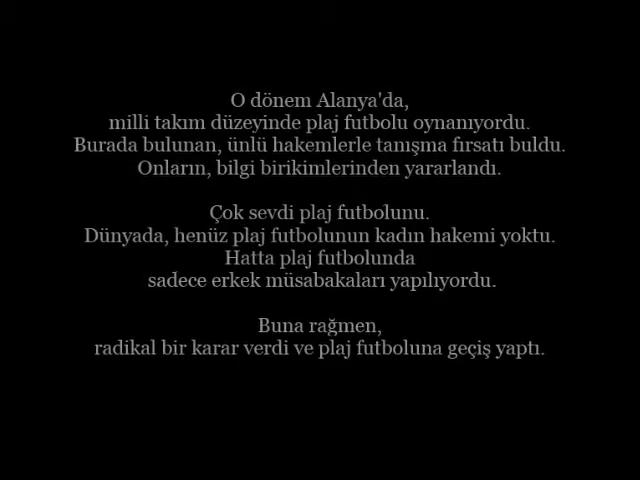 O dönem Alanya'da,
milli takım düzeyinde plaj futbolu oynanıyordu.
Burada bulunan, ünlü hakemlerle tanışma fırsatı buldu.
Onların, bilgi birikimlerinden yararlandı.
Çok sevdi plaj futbolunu.
Dünyada, henüz plaj futbolunun kadın hakemi yoktu.
Hatta plaj futbolunda
sadece erkek müsabakaları yapılıyordu.
Buna rağmen,
radikal bir karar verdi ve plaj futboluna geçiş yaptı.